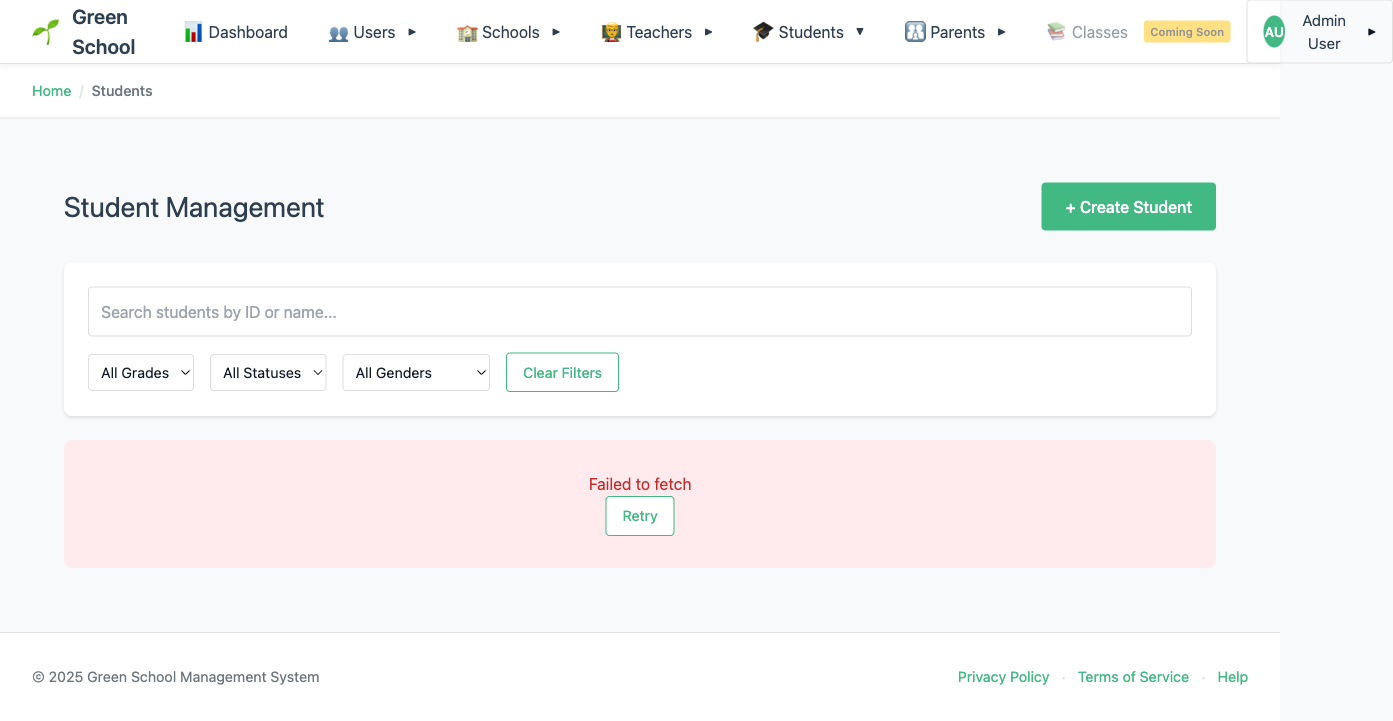 Green
School
Dashboard
Users
Schools
Teachers
Students
Parents
Classes
Coming Soon
AU
Admin
User
Home / Students
Student Management
+ Create Student
Search students by ID or name...
All Grades
All Statuses
All Genders
Clear Filters
Failed to fetch
Retry
© 2025 Green School Management System
Privacy Policy · Terms of Service · Help